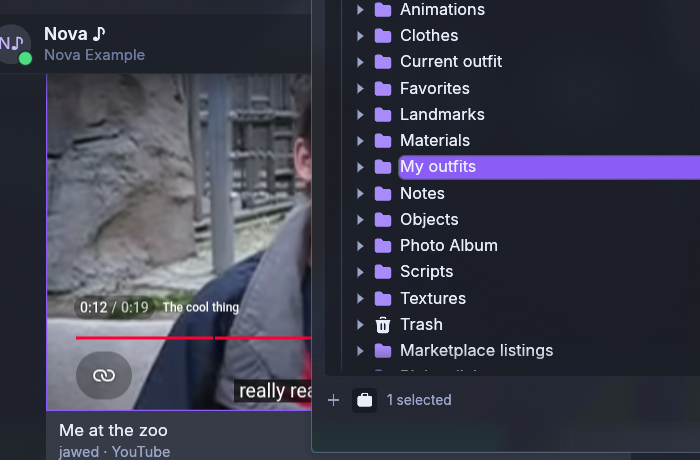 N♪
Nova ♪
Nova Example
0:12 / 0:19 The cool thing
really rea
Me at the zoo
jawed · YouTube
Animations
Clothes
Current outfit
Favorites
Landmarks
Materials
My outfits
Notes
Objects
Photo Album
Scripts
Textures
Trash
Marketplace listings
1 selected